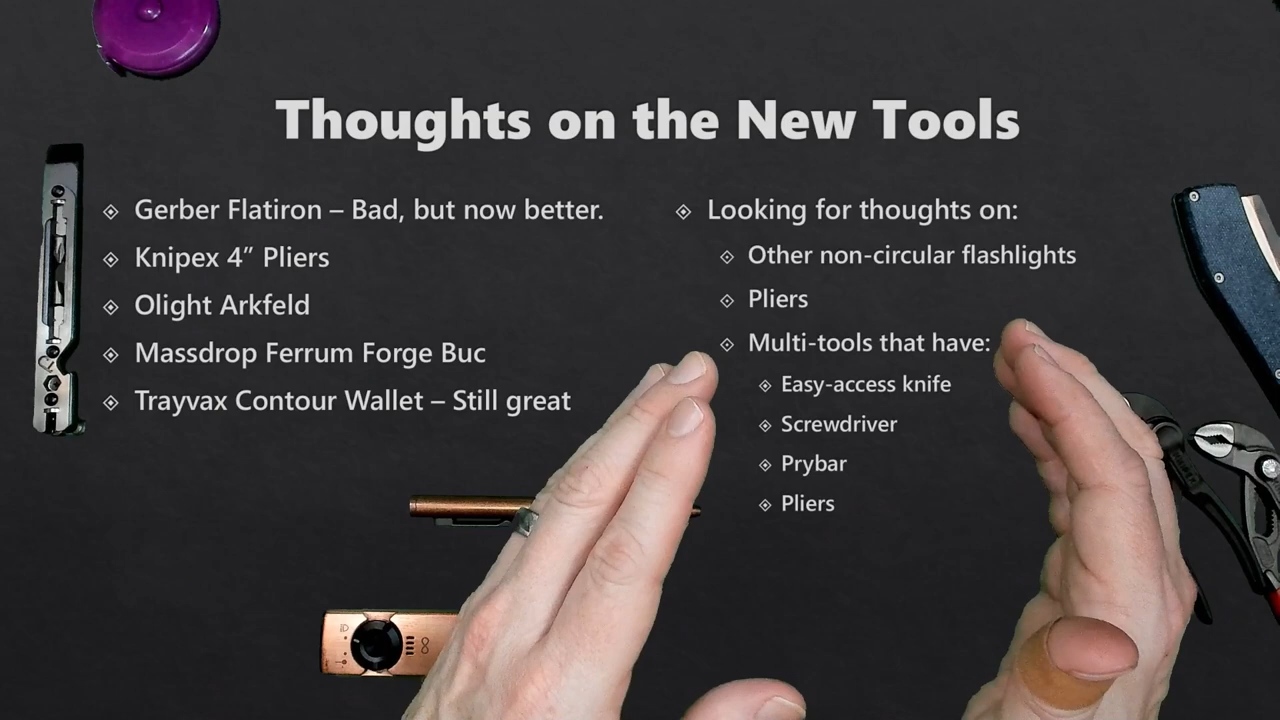 Thoughts on the New Tools
Gerber Flatiron – Bad, but now better.
Knipex 4” Pliers
Olight Arkfeld
Massdrop Ferrum Forge Buc
Trayvax Contour Wallet – Still great
Looking for thoughts on:
Other non-circular flashlights
Pliers
Multi-tools that have:
Easy-access knife
Screwdriver
Prybar
Pliers